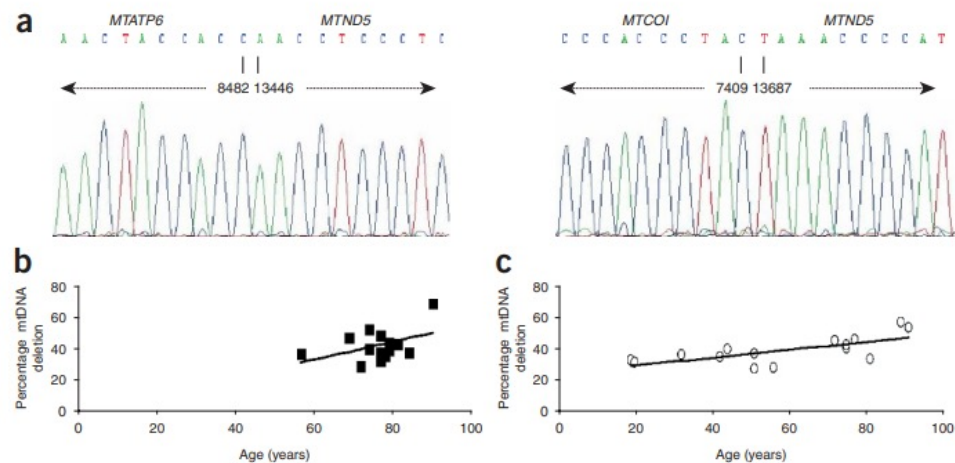 a
MTATP6 MTND5 MTCOI MTND5
A A C T A C C A C C A A C C T C C C T C C C C A C C C T A C T A A A C C C C A T
8482 13446 7409 13687
b c
Percentage mtDNA
deletion
80
60
40
20
0
0 20 40 60 80 100
Age (years)
Percentage mtDNA
deletion
80
60
40
20
0
0 20 40 60 80 100
Age (years)